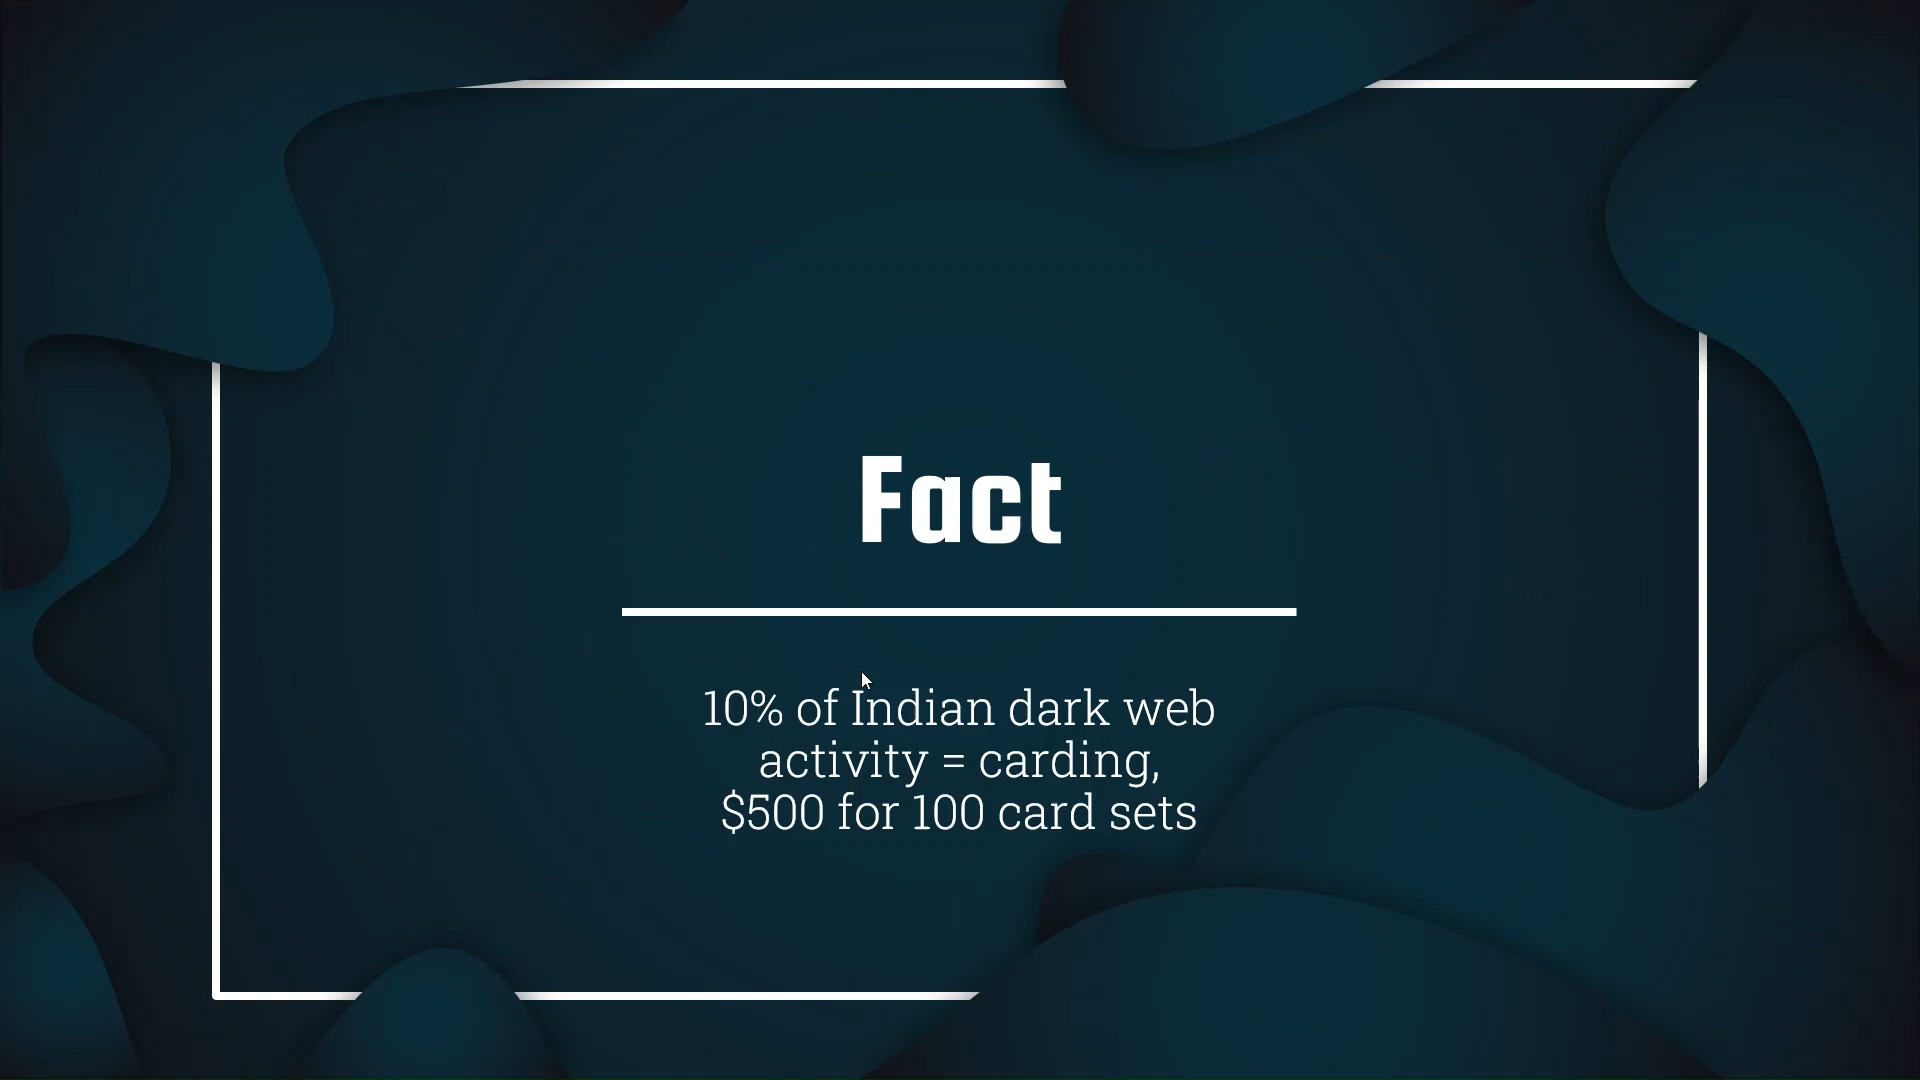 Fact
10% of Indian dark web
activity = carding,
$500 for 100 card sets